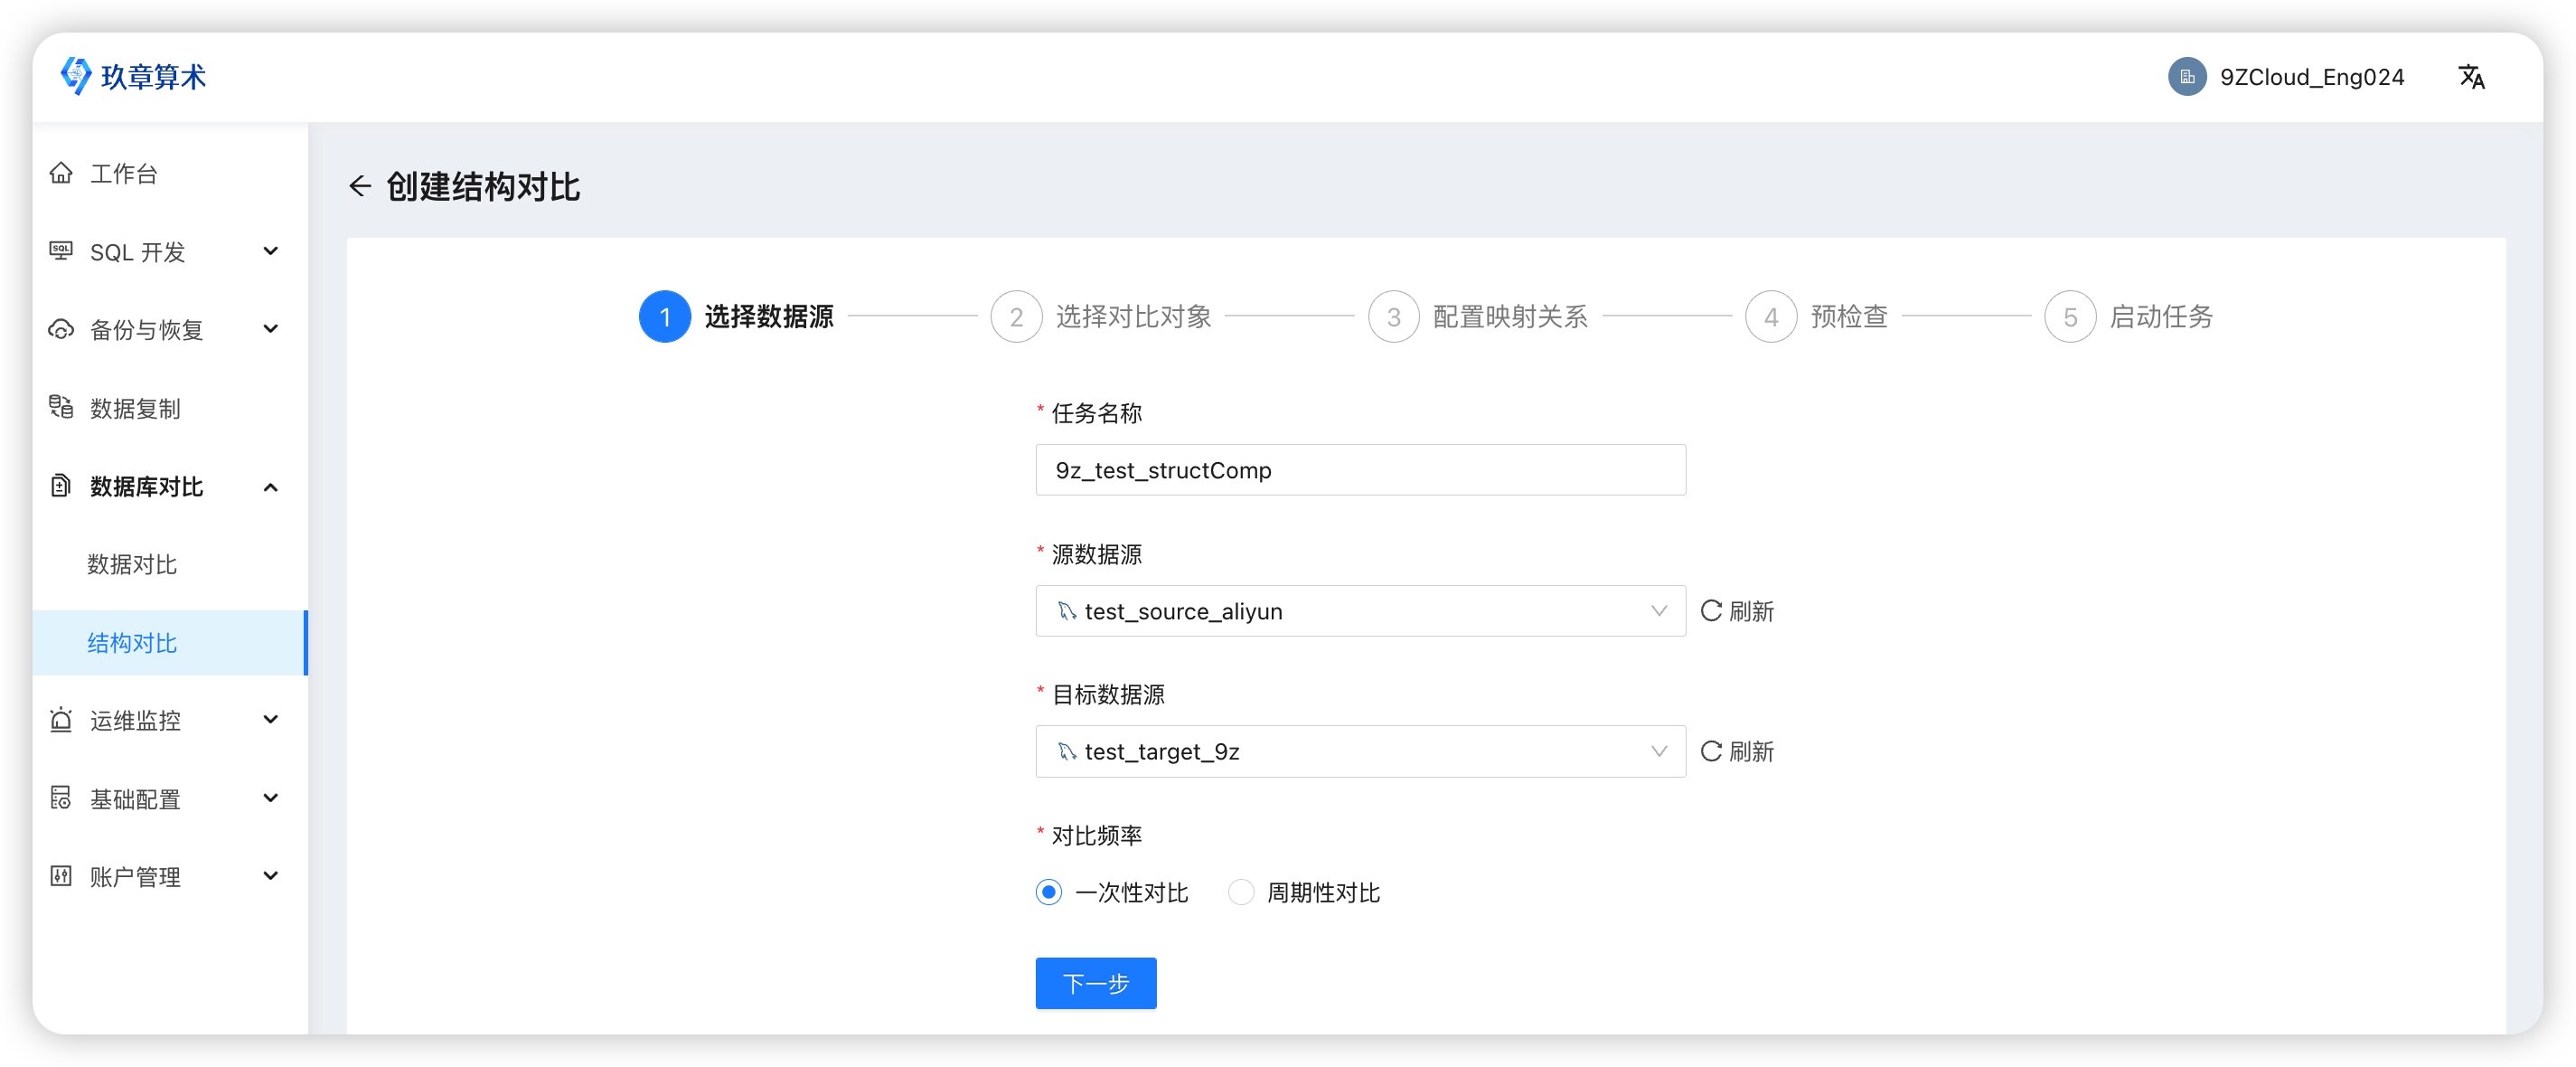 玖章算术
9ZCloud_Eng024
工作台
SQL 开发
备份与恢复
数据复制
数据库对比
数据对比
结构对比
运维监控
基础配置
账户管理
创建结构对比
1 选择数据源
2 选择对比对象
3 配置映射关系
4 预检查
5 启动任务
* 任务名称
9z_test_structComp
* 源数据源
test_source_aliyun
刷新
* 目标数据源
test_target_9z
刷新
* 对比频率
一次性对比 周期性对比
下一步